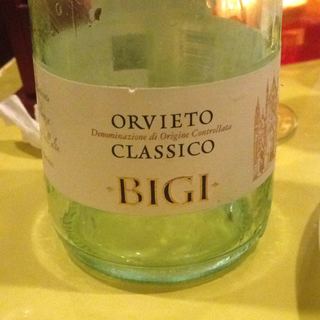 ORVIETO
Denominazione di Origine Controllata
CLASSICO
BIGI